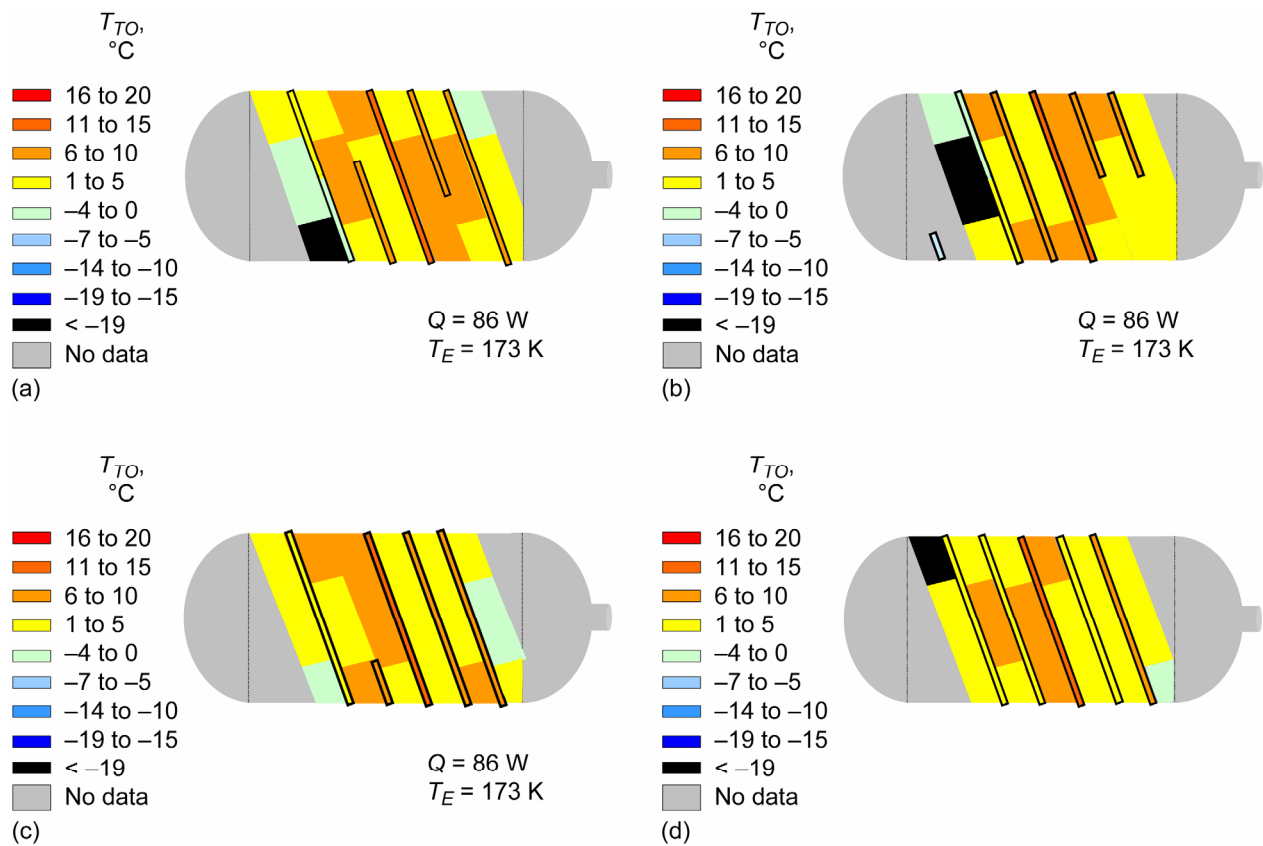 T_TO,
°C
16 to 20
11 to 15
6 to 10
1 to 5
–4 to 0
–7 to –5
–14 to –10
–19 to –15
< –19
No data
Q = 86 W
T_E = 173 K
(a)
T_TO,
°C
16 to 20
11 to 15
6 to 10
1 to 5
–4 to 0
–7 to –5
–14 to –10
–19 to –15
< –19
No data
Q = 86 W
T_E = 173 K
(b)
T_TO,
°C
16 to 20
11 to 15
6 to 10
1 to 5
–4 to 0
–7 to –5
–14 to –10
–19 to –15
< –19
No data
Q = 86 W
T_E = 173 K
(c)
T_TO,
°C
16 to 20
11 to 15
6 to 10
1 to 5
–4 to 0
–7 to –5
–14 to –10
–19 to –15
< –19
No data
(d)